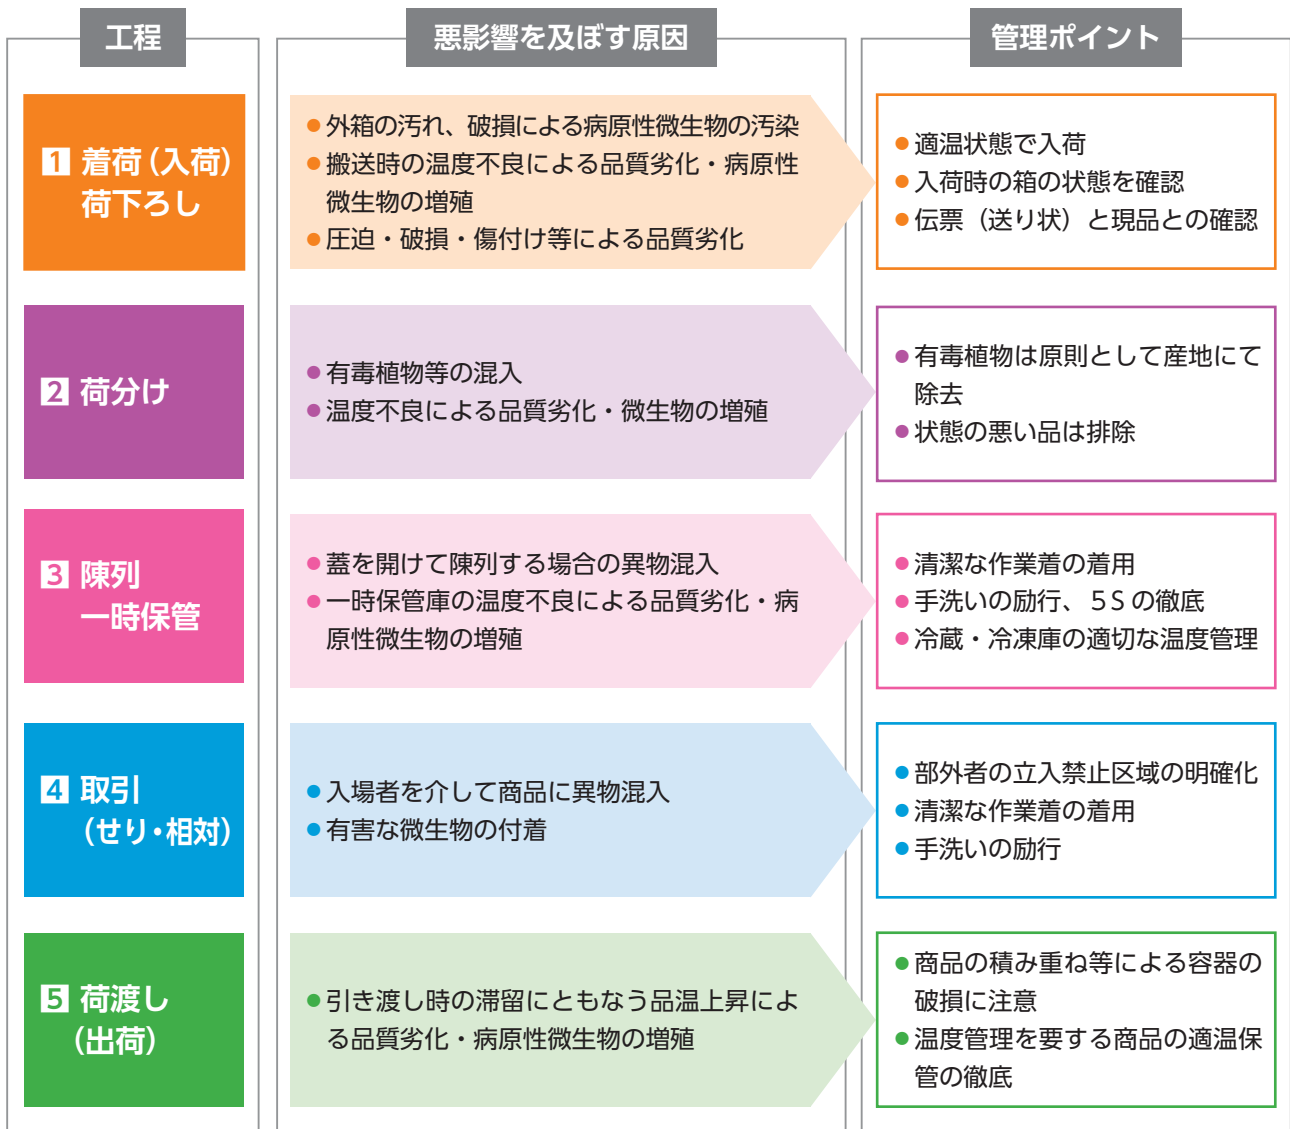 工程
悪影響を及ぼす原因
管理ポイント
1 着荷（入荷）
荷下ろし
● 外箱の汚れ、破損による病原性微生物の汚染
● 搬送時の温度不良による品質劣化・病原性
微生物の増殖
● 圧迫・破損・傷付け等による品質劣化
● 適温状態で入荷
● 入荷時の箱の状態を確認
● 伝票（送り状）と現品との確認
2 荷分け
● 有毒植物等の混入
● 温度不良による品質劣化・微生物の増殖
● 有毒植物は原則として産地にて
除去
● 状態の悪い品は排除
3 陳列
一時保管
● 蓋を開けて陳列する場合の異物混入
● 一時保管庫の温度不良による品質劣化・病
原性微生物の増殖
● 清潔な作業着の着用
● 手洗いの励行、５Ｓの徹底
● 冷蔵・冷凍庫の適切な温度管理
4 取引
（せり・相対）
● 入場者を介して商品に異物混入
● 有害な微生物の付着
● 部外者の立入禁止区域の明確化
● 清潔な作業着の着用
● 手洗いの励行
5 荷渡し
（出荷）
● 引き渡し時の滞留にともなう品温上昇によ
る品質劣化・病原性微生物の増殖
● 商品の積み重ね等による容器の
破損に注意
● 温度管理を要する商品の適温保
管の徹底